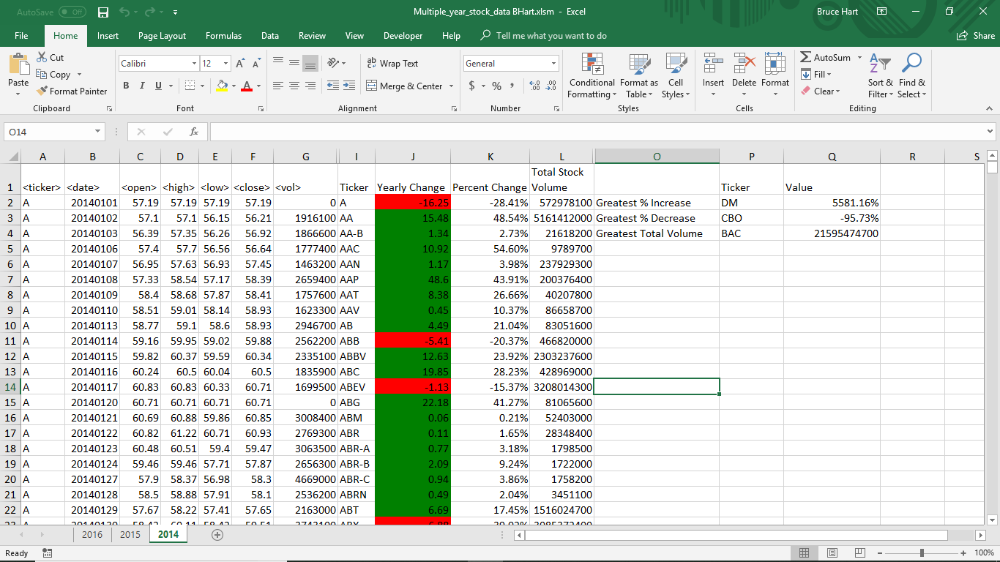 AutoSave Off Multiple_year_stock_data BHart.xlsm - Excel Bruce Hart
File Home Insert Page Layout Formulas Data Review View Developer Help Tell me what you want to do Share
Paste Cut Copy Format Painter Clipboard
Calibri 12 A A B I U A Font
Wrap Text Merge & Center Alignment
General $ % , Number
Conditional Formatting Format as Table Cell Styles Styles
Insert Delete Format Cells
AutoSum Fill Clear Sort & Filter Find & Select Editing
O14 fx
A B C D E F G I J K L O P Q R S
1 <ticker> <date> <open> <high> <low> <close> <vol> Ticker Yearly Change Percent Change Total Stock Volume Ticker Value
2 A 20140101 57.19 57.19 57.19 57.19 0 A -16.25 -28.41% 572978100 Greatest % Increase DM 5581.16%
3 A 20140102 57.1 57.1 56.15 56.21 1916100 AA 15.48 48.54% 5161412000 Greatest % Decrease CBO -95.73%
4 A 20140103 56.39 57.35 56.26 56.92 1866600 AA-B 1.34 2.73% 21618200 Greatest Total Volume BAC 21595474700
5 A 20140106 57.4 57.7 56.56 56.64 1777400 AAC 10.92 54.60% 9789700
6 A 20140107 56.95 57.63 56.93 57.45 1463200 AAN 1.17 3.98% 237929300
7 A 20140108 57.33 58.54 57.17 58.39 2659400 AAP 48.6 43.91% 200376400
8 A 20140109 58.4 58.68 57.87 58.41 1757600 AAT 8.38 26.66% 40207800
9 A 20140110 58.51 59.01 58.14 58.93 1623300 AAV 0.45 10.37% 86658700
10 A 20140113 58.77 59.1 58.6 58.93 2946700 AB 4.49 21.04% 83051600
11 A 20140114 59.16 59.95 59.02 59.88 2562200 ABB -5.41 -20.37% 466820000
12 A 20140115 59.82 60.37 59.59 60.34 2335100 ABBV 12.63 23.92% 2303237600
13 A 20140116 60.24 60.5 60.04 60.5 1835900 ABC 19.85 28.23% 428969000
14 A 20140117 60.83 60.83 60.33 60.71 1699500 ABEV -1.13 -15.37% 3208014300
15 A 20140120 60.71 60.71 60.71 60.71 0 ABG 22.18 41.27% 81065600
16 A 20140121 60.69 60.88 59.86 60.85 3008400 ABM 0.06 0.21% 52403000
17 A 20140122 60.82 61.22 60.71 60.93 2769300 ABR 0.11 1.65% 28348400
18 A 20140123 60.48 60.51 59.4 59.47 3063500 ABR-A 0.77 3.18% 1798500
19 A 20140124 59.46 59.46 57.71 57.87 2656300 ABR-B 2.09 9.24% 1722000
20 A 20140127 57.9 58.37 56.98 58.3 4669000 ABR-C 0.94 3.86% 1758200
21 A 20140128 58.5 58.88 57.91 58.1 2536200 ABRN 0.49 2.04% 3451100
22 A 20140129 57.67 58.22 57.41 57.65 2163000 ABT 6.69 17.45% 1516024700
2016 2015 2014
Ready 100%